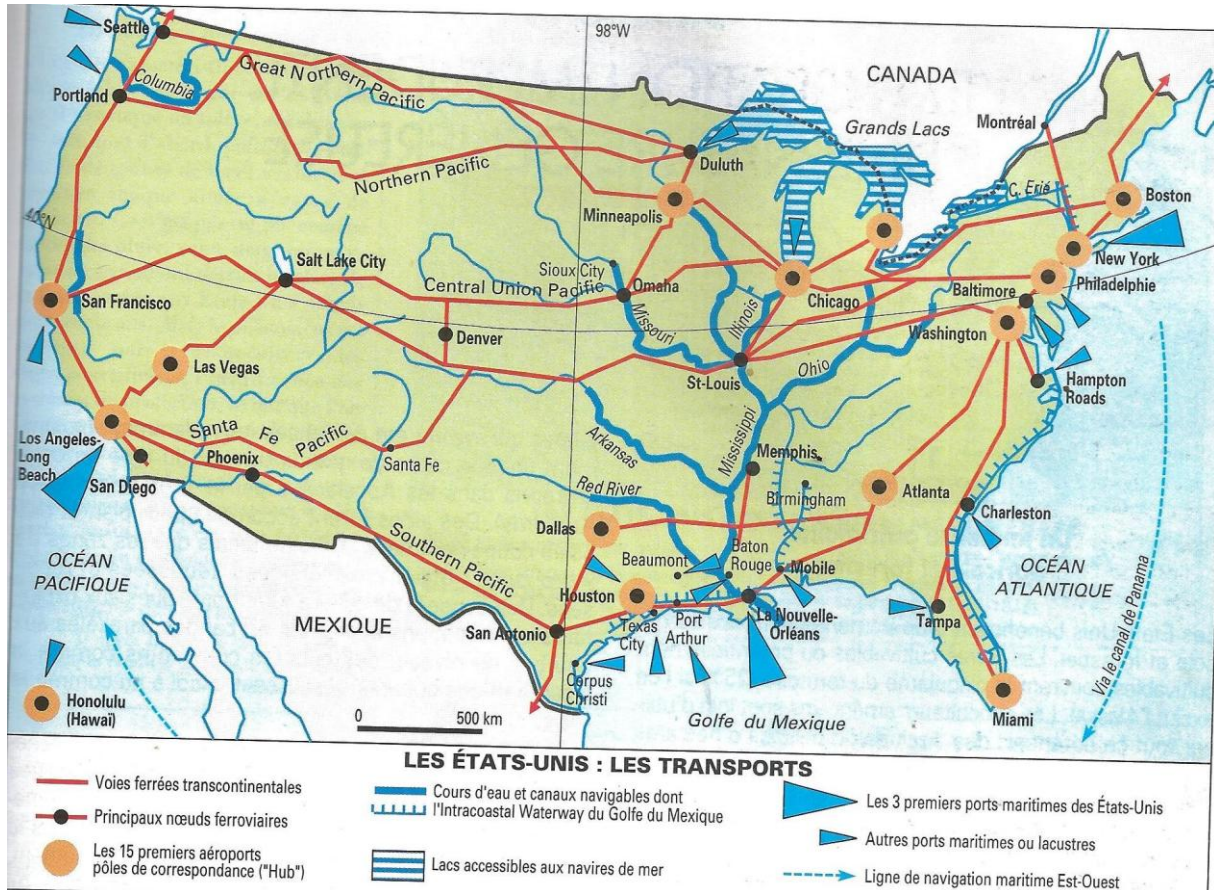 Seattle
98°W
Columbia
Great Northern Pacific
CANADA
Portland
Grands Lacs
Montréal
Duluth
Northern Pacific
C. Erié
Boston
Minneapolis
40°N
New York
Salt Lake City
Sioux City
San Francisco
Central Union Pacific
Omaha
Chicago
Baltimore
Philadelphie
Missouri
Illinois
Washington
Denver
Las Vegas
St-Louis
Ohio
Hampton
Roads
Los Angeles-
Long
Beach
Santa Fe Pacific
Phoenix
Santa Fe
Arkansas
Mississippi
Memphis
San Diego
Red River
Birmingham
Atlanta
Dallas
Charleston
OCÉAN
PACIFIQUE
Southern Pacific
Beaumont
Baton
Rouge
Mobile
OCÉAN
ATLANTIQUE
MEXIQUE
Houston
San Antonio
Texas
City
Port
Arthur
La Nouvelle-
Orléans
Tampa
Via le canal de Panama
Corpus
Christi
Honolulu
(Hawaï)
0 500 km
Golfe du Mexique
Miami
LES ÉTATS-UNIS : LES TRANSPORTS
Voies ferrées transcontinentales
Principaux nœuds ferroviaires
Les 15 premiers aéroports
pôles de correspondance ("Hub")
Cours d'eau et canaux navigables dont
l'Intracoastal Waterway du Golfe du Mexique
Lacs accessibles aux navires de mer
Les 3 premiers ports maritimes des États-Unis
Autres ports maritimes ou lacustres
Ligne de navigation maritime Est-Ouest